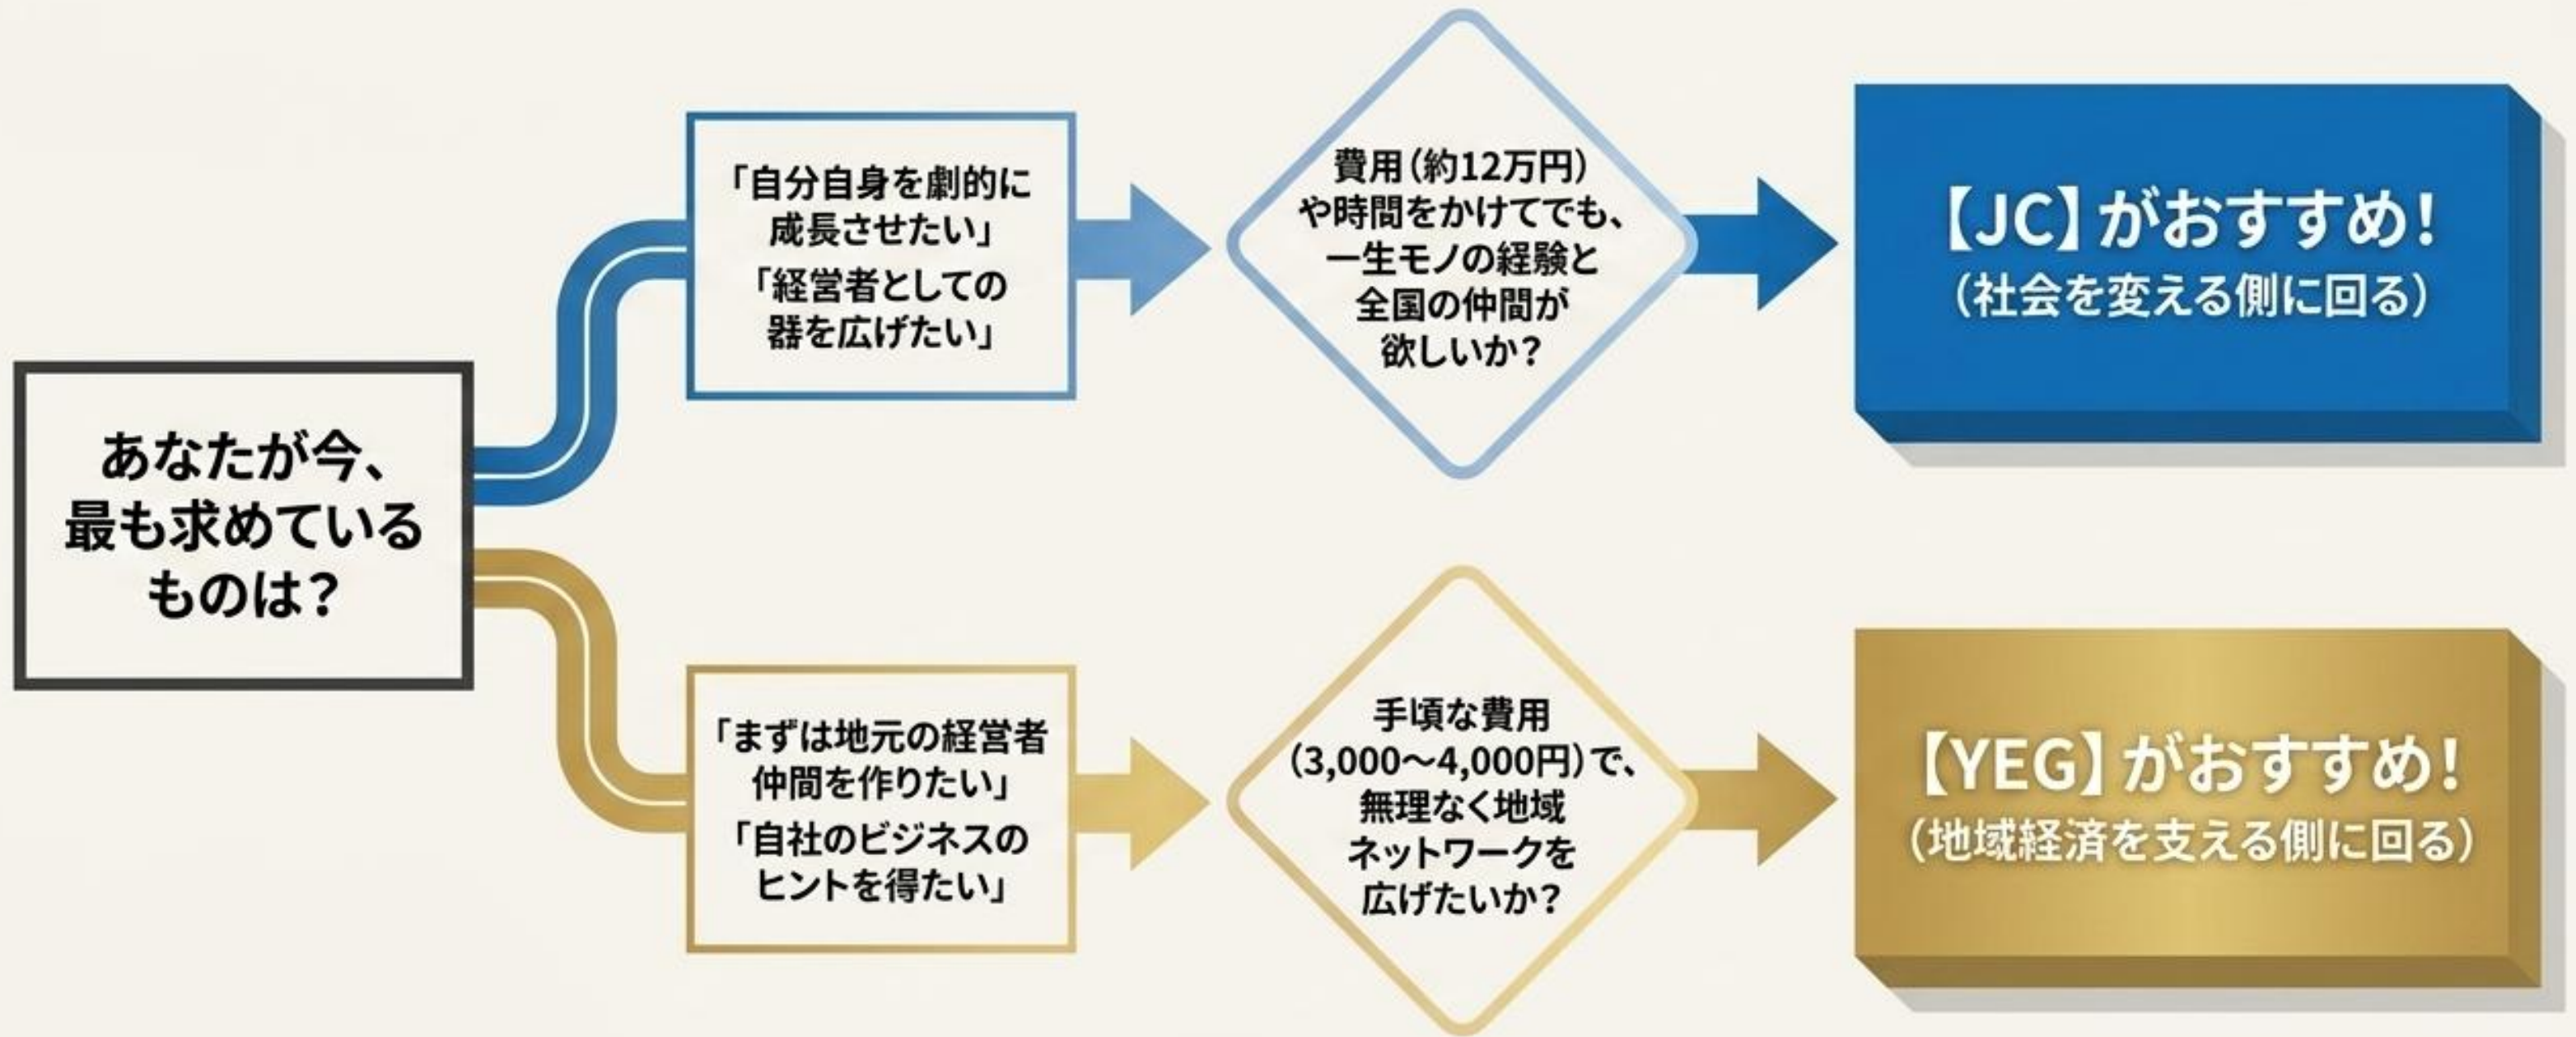 あなたが今、
最も求めている
ものは？
「自分自身を劇的に
成長させたい」
「経営者としての
器を広げたい」
費用（約12万円）
や時間をかけてでも、
一生モノの経験と
全国の仲間が
欲しいか？
【JC】がおすすめ！
（社会を変える側に回る）
「まずは地元の経営者
仲間を作りたい」
「自社のビジネスの
ヒントを得たい」
手頃な費用
（3,000〜4,000円）で、
無理なく地域
ネットワークを
広げたいか？
【YEG】がおすすめ！
（地域経済を支える側に回る）